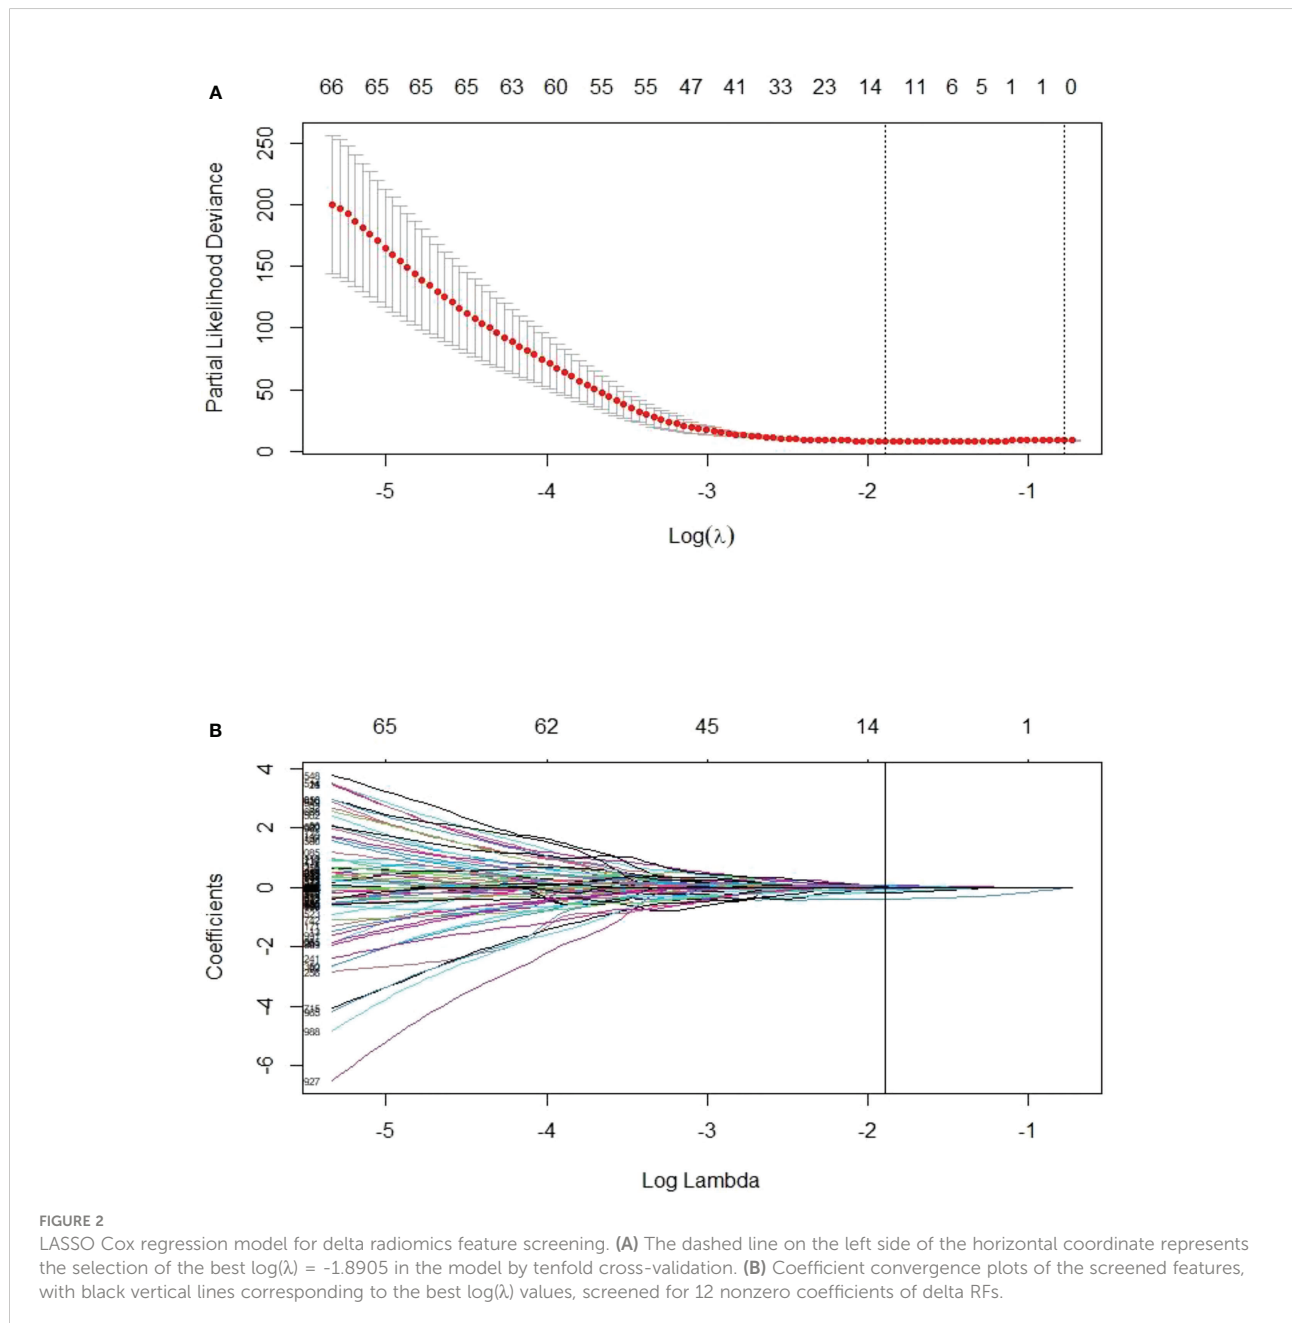 A
66 65 65 65 63 60 55 55 47 41 33 23 14 11 6 5 1 1 0
250
200
150
100
50
0
Partial Likelihood Deviance
-5 -4 -3 -2 -1
Log(λ)
B
65 62 45 14 1
4
2
0
-2
-4
-6
Coefficients
548
241
256
715
988
927
-5 -4 -3 -2 -1
Log Lambda
FIGURE 2
LASSO Cox regression model for delta radiomics feature screening. (A) The dashed line on the left side of the horizontal coordinate represents
the selection of the best log(λ) = -1.8905 in the model by tenfold cross-validation. (B) Coefficient convergence plots of the screened features,
with black vertical lines corresponding to the best log(λ) values, screened for 12 nonzero coefficients of delta RFs.